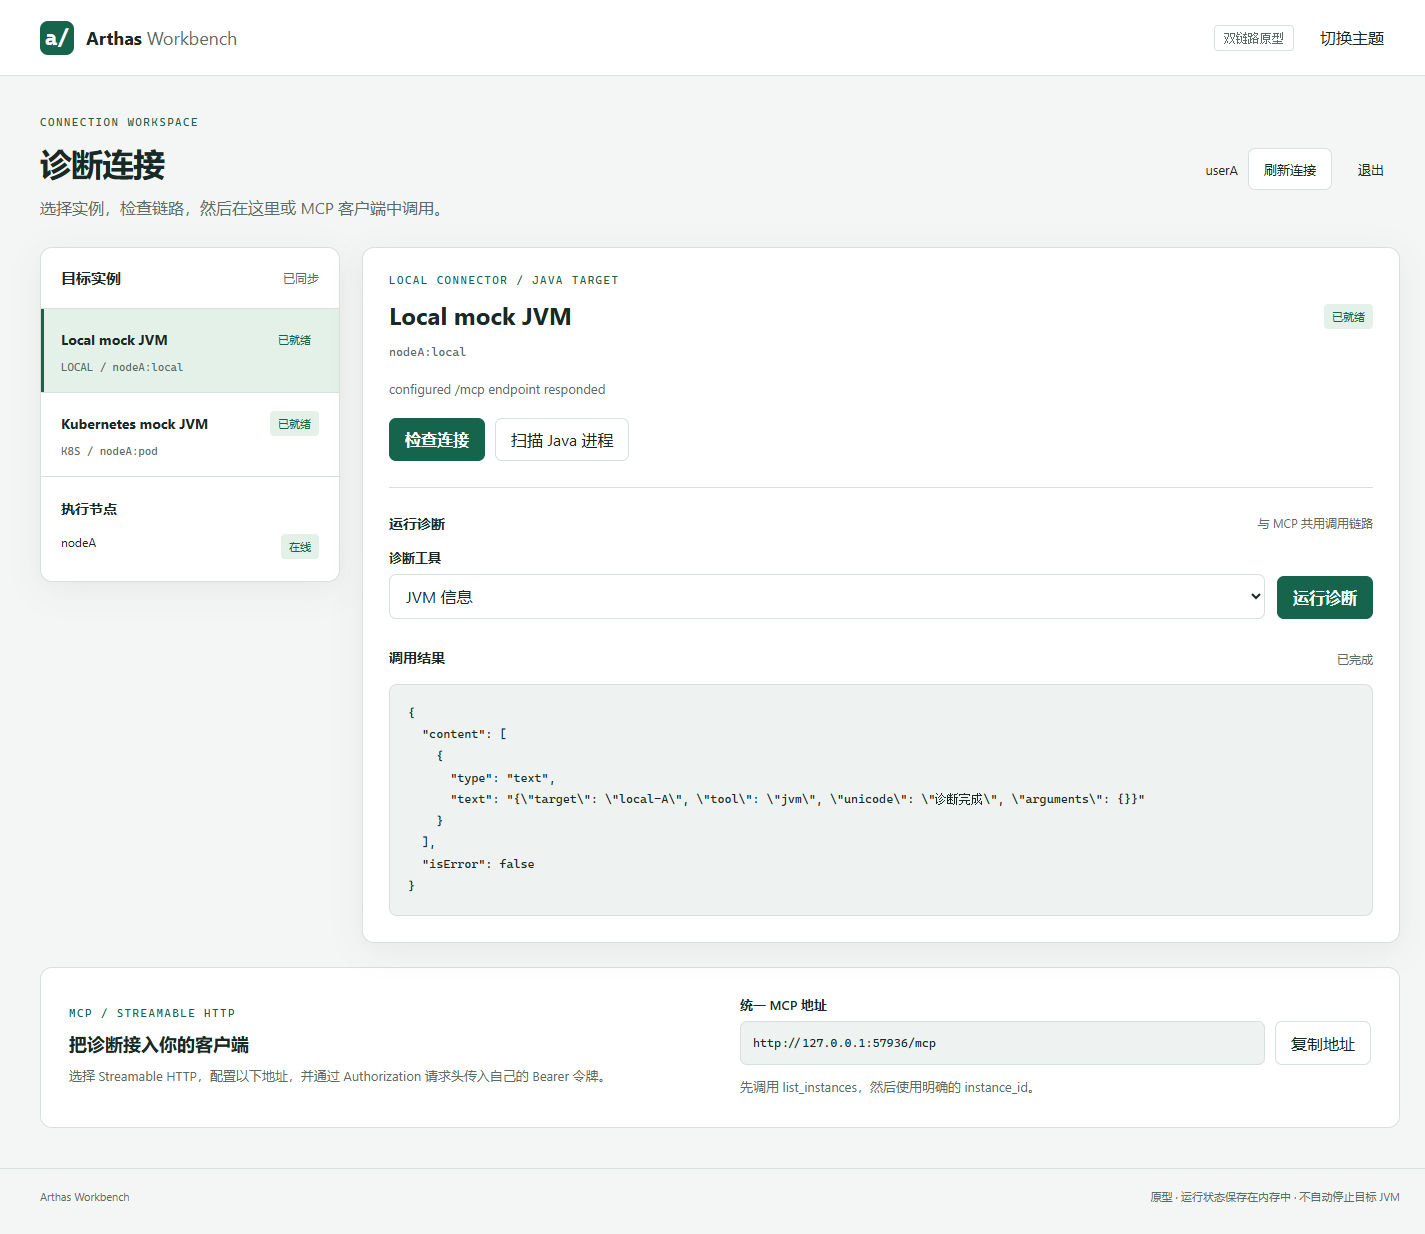 a/ Arthas Workbench
双链路原型
切换主题
CONNECTION WORKSPACE
诊断连接
选择实例，检查链路，然后在这里或 MCP 客户端中调用。
userA
刷新连接
退出
目标实例
已同步
Local mock JVM
已就绪
LOCAL / nodeA:local
Kubernetes mock JVM
已就绪
K8S / nodeA:pod
执行节点
nodeA
在线
LOCAL CONNECTOR / JAVA TARGET
Local mock JVM
已就绪
nodeA:local
configured /mcp endpoint responded
检查连接
扫描 Java 进程
运行诊断
与 MCP 共用调用链路
诊断工具
JVM 信息
运行诊断
调用结果
已完成
{
  "content": [
    {
      "type": "text",
      "text": "{\"target\": \"local-A\", \"tool\": \"jvm\", \"unicode\": \"诊断完成\", \"arguments\": {}}"
    }
  ],
  "isError": false
}
MCP / STREAMABLE HTTP
把诊断接入你的客户端
选择 Streamable HTTP，配置以下地址，并通过 Authorization 请求头传入自己的 Bearer 令牌。
统一 MCP 地址
http://127.0.0.1:57936/mcp
复制地址
先调用 list_instances，然后使用明确的 instance_id。
Arthas Workbench
原型 · 运行状态保存在内存中 · 不自动停止目标 JVM